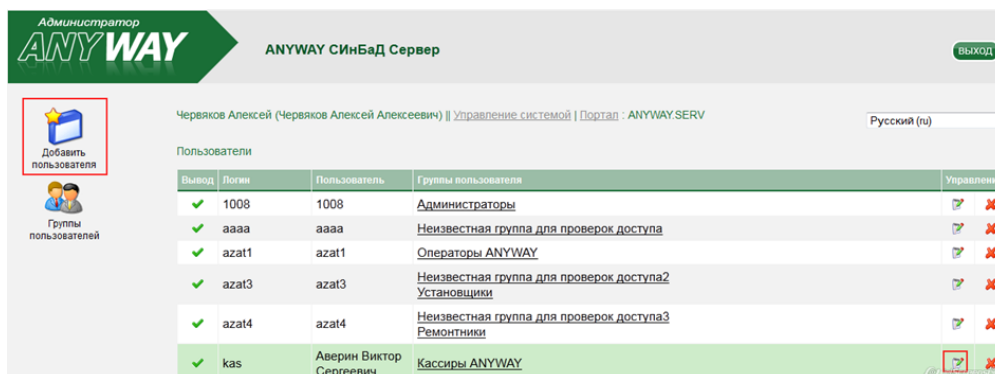 Администратор
ANYWAY
ANYWAY СИнБаД Сервер
выход
Червяков Алексей (Червяков Алексей Алексеевич) || Управление системой | Портал : ANYWAY.SERV
Русский (ru)
Добавить
пользователя
Группы
пользователей
Пользователи
Вывод Логин Пользователь Группы пользователя Управлени
1008 1008 Администраторы
aaaa aaaa Неизвестная группа для проверок доступа
azat1 azat1 Операторы ANYWAY
azat3 azat3 Неизвестная группа для проверок доступа2
Установщики
azat4 azat4 Неизвестная группа для проверок доступа3
Ремонтники
kas Аверин Виктор Кассиры ANYWAY
Сергеевич